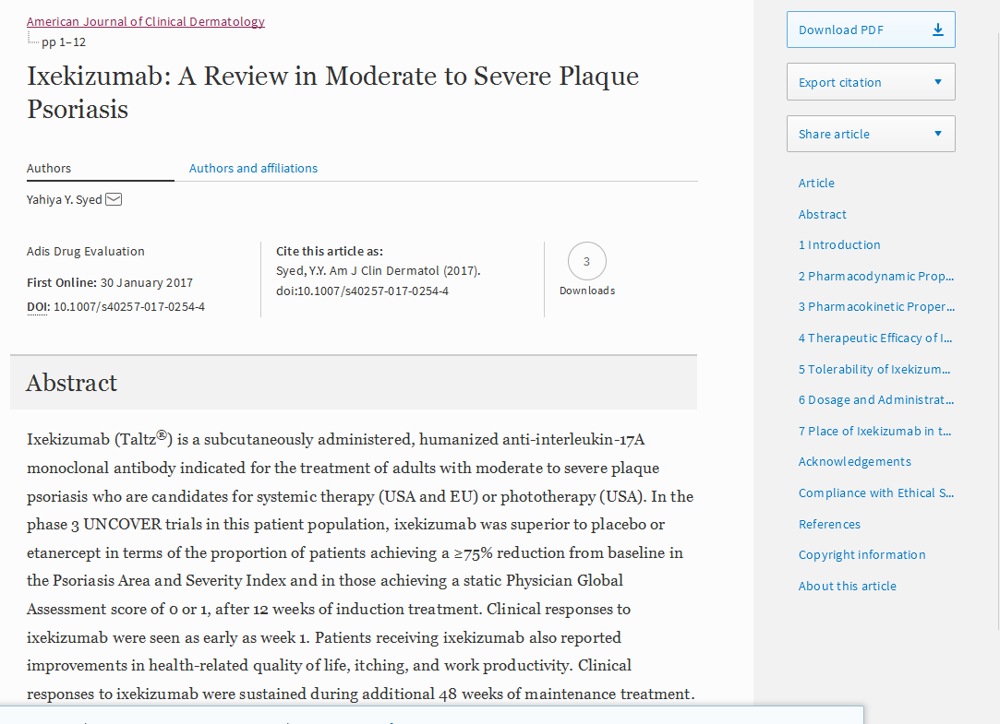 American Journal of Clinical Dermatology
pp 1–12
Ixekizumab: A Review in Moderate to Severe Plaque
Psoriasis
Authors
Authors and affiliations
Yahiya Y. Syed
Adis Drug Evaluation
First Online: 30 January 2017
DOI: 10.1007/s40257-017-0254-4
Cite this article as:
Syed, Y.Y. Am J Clin Dermatol (2017).
doi:10.1007/s40257-017-0254-4
3
Downloads
Abstract
Ixekizumab (Taltz®) is a subcutaneously administered, humanized anti-interleukin-17A
monoclonal antibody indicated for the treatment of adults with moderate to severe plaque
psoriasis who are candidates for systemic therapy (USA and EU) or phototherapy (USA). In the
phase 3 UNCOVER trials in this patient population, ixekizumab was superior to placebo or
etanercept in terms of the proportion of patients achieving a ≥75% reduction from baseline in
the Psoriasis Area and Severity Index and in those achieving a static Physician Global
Assessment score of 0 or 1, after 12 weeks of induction treatment. Clinical responses to
ixekizumab were seen as early as week 1. Patients receiving ixekizumab also reported
improvements in health-related quality of life, itching, and work productivity. Clinical
responses to ixekizumab were sustained during additional 48 weeks of maintenance treatment.
Download PDF
Export citation
Share article
Article
Abstract
1 Introduction
2 Pharmacodynamic Prop...
3 Pharmacokinetic Proper...
4 Therapeutic Efficacy of I...
5 Tolerability of Ixekizum...
6 Dosage and Administrat...
7 Place of Ixekizumab in t...
Acknowledgements
Compliance with Ethical S...
References
Copyright information
About this article